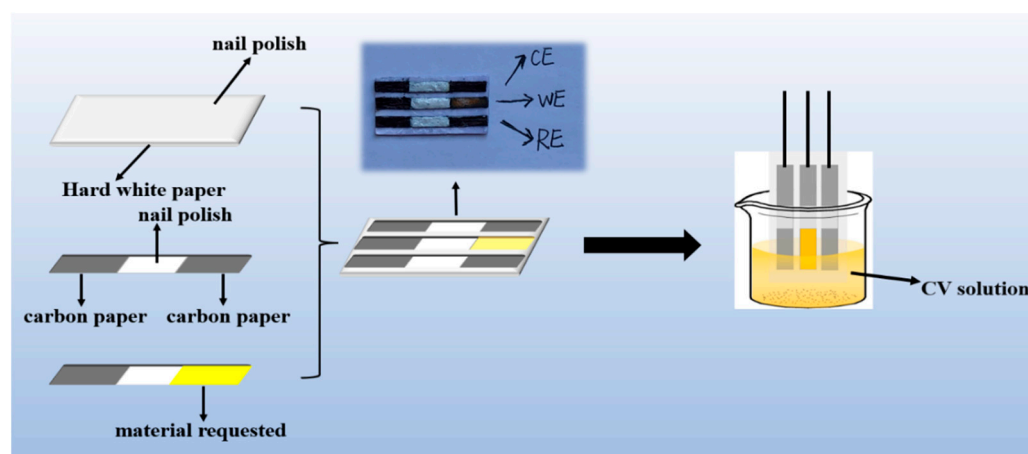 nail polish
Hard white paper
nail polish
carbon paper carbon paper
material requested
CE
WE
RE
CV solution